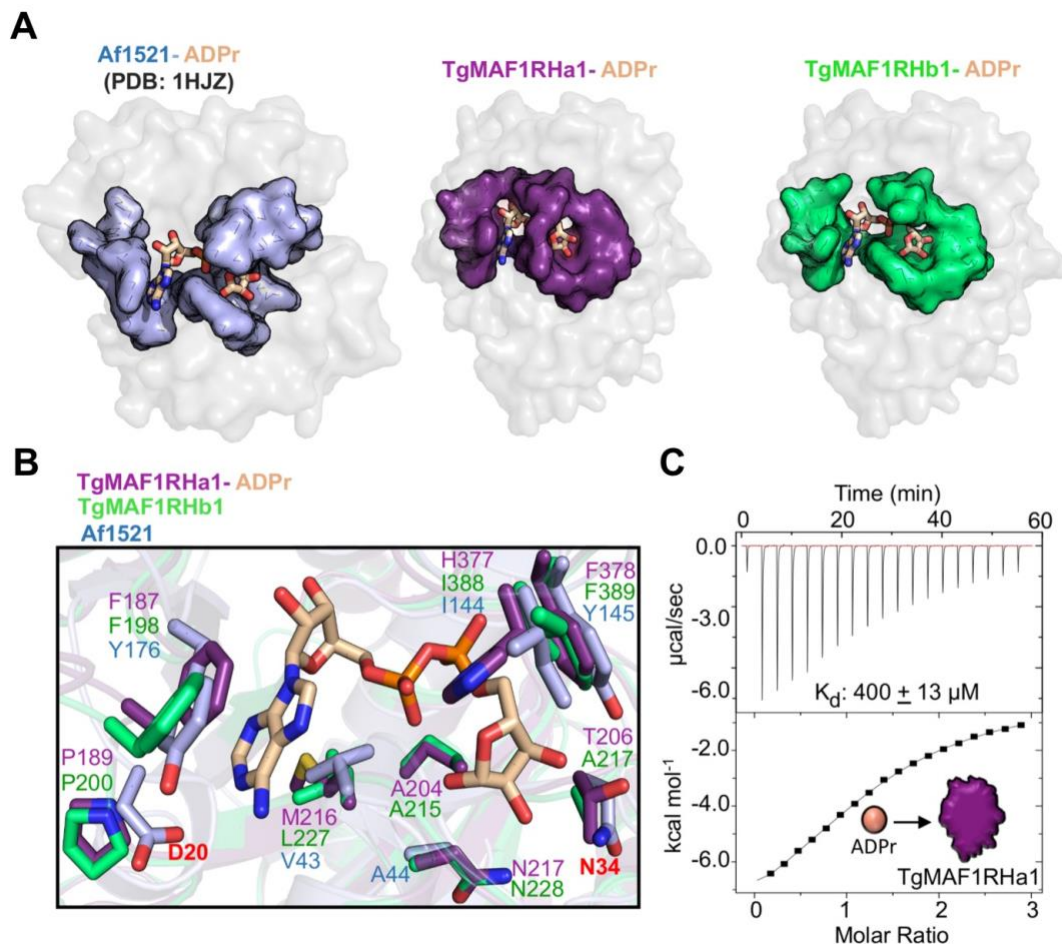 A
Af1521- ADPr
(PDB: 1HJZ)
TgMAF1RHa1- ADPr
TgMAF1RHb1- ADPr
B
TgMAF1RHa1- ADPr
TgMAF1RHb1
Af1521
F187
F198
Y176
H377
I388
I144
F378
F389
Y145
P189
P200
D20
M216
L227
V43
A204
A215
T206
A217
A44
N217
N228
N34
C
Time (min)
0 20 40 60
0.0
-3.0
-6.0
µcal/sec
Kd: 400 ± 13 µM
-2.0
-4.0
-6.0
kcal mol-1
ADPr
TgMAF1RHa1
0 1 2 3
Molar Ratio